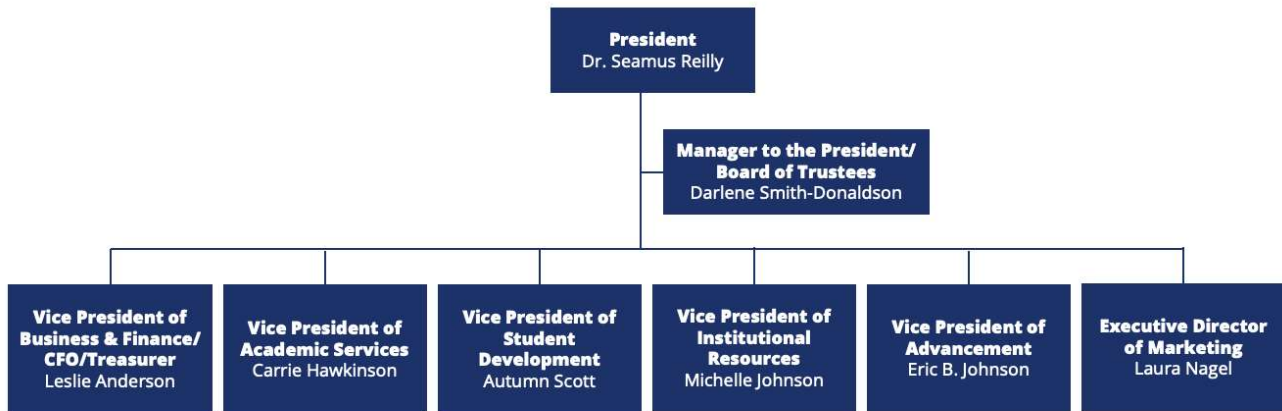 President
Dr. Seamus Reilly
Manager to the President/
Board of Trustees
Darlene Smith-Donaldson
Vice President of
Business & Finance/
CFO/Treasurer
Leslie Anderson
Vice President of
Academic Services
Carrie Hawkinson
Vice President of
Student
Development
Autumn Scott
Vice President of
Institutional
Resources
Michelle Johnson
Vice President of
Advancement
Eric B. Johnson
Executive Director
of Marketing
Laura Nagel